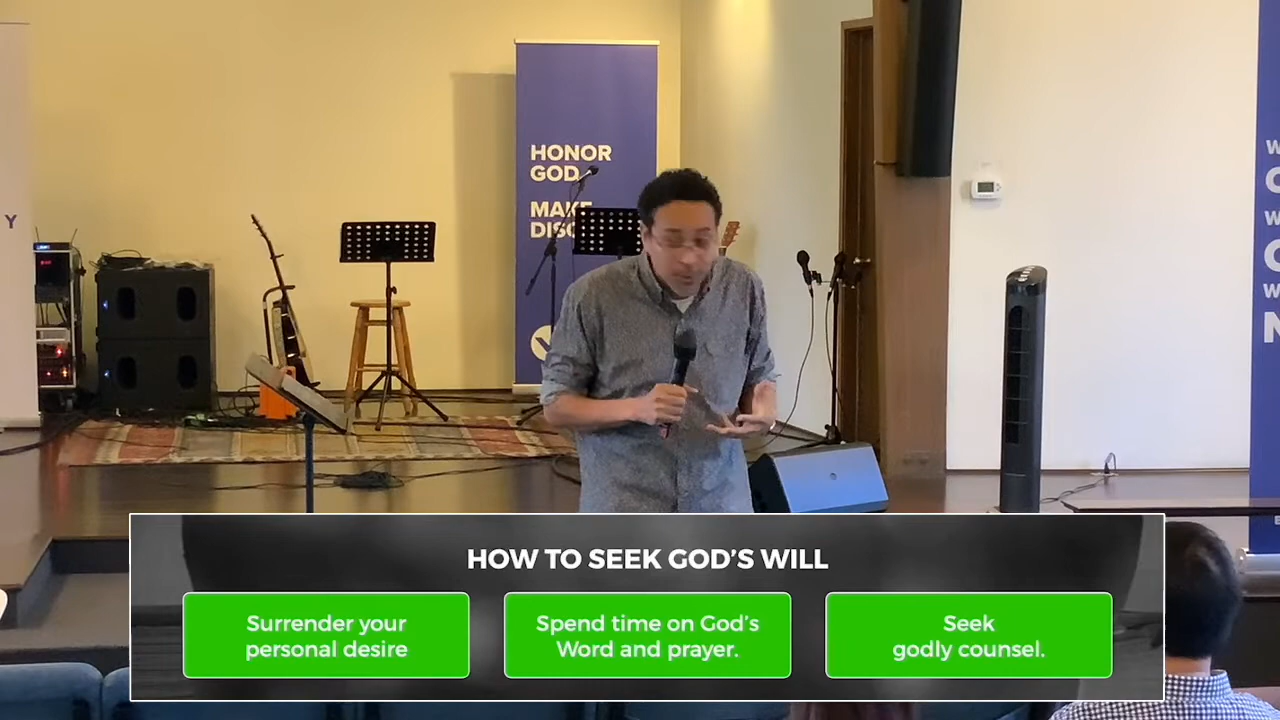 HONOR
GOD
MAKE
Y
HOW TO SEEK GOD'S WILL
Surrender your
personal desire
Spend time on God's
Word and prayer.
Seek
godly counsel.